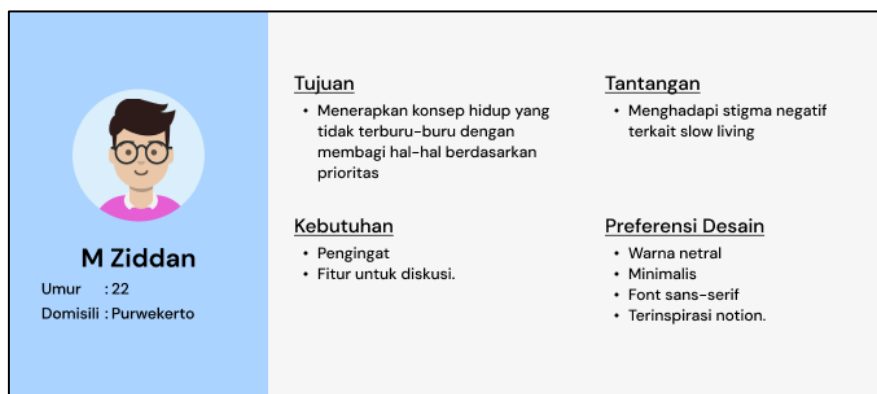 M Ziddan
Umur : 22
Domisili : Purwekerto
Tujuan
• Menerapkan konsep hidup yang
tidak terburu-buru dengan
membagi hal-hal berdasarkan
prioritas
Tantangan
• Menghadapi stigma negatif
terkait slow living
Kebutuhan
• Pengingat
• Fitur untuk diskusi.
Preferensi Desain
• Warna netral
• Minimalis
• Font sans-serif
• Terinspirasi notion.